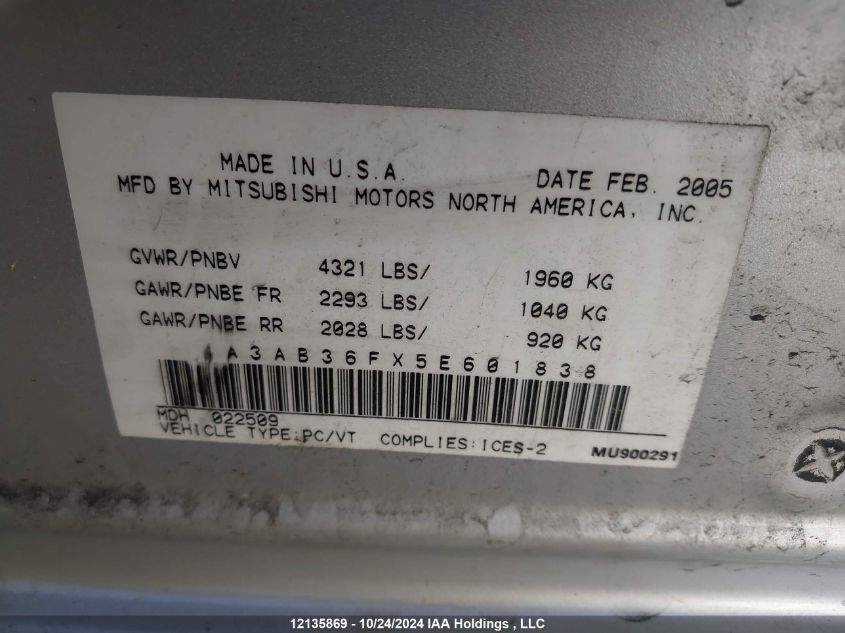 MADE IN U.S.A. DATE FEB. 2005
MFD BY MITSUBISHI MOTORS NORTH AMERICA, INC.
GVWR/PNBV 4321 LBS/ 1960 KG
GAWR/PNBE FR 2293 LBS/ 1040 KG
GAWR/PNBE RR 2028 LBS/ 920 KG
A3AB36FX5E601838
MDH 022509
VEHICLE TYPE:PC/VT COMPLIES:ICES-2 MU900291
12135869 - 10/24/2024 IAA Holdings , LLC